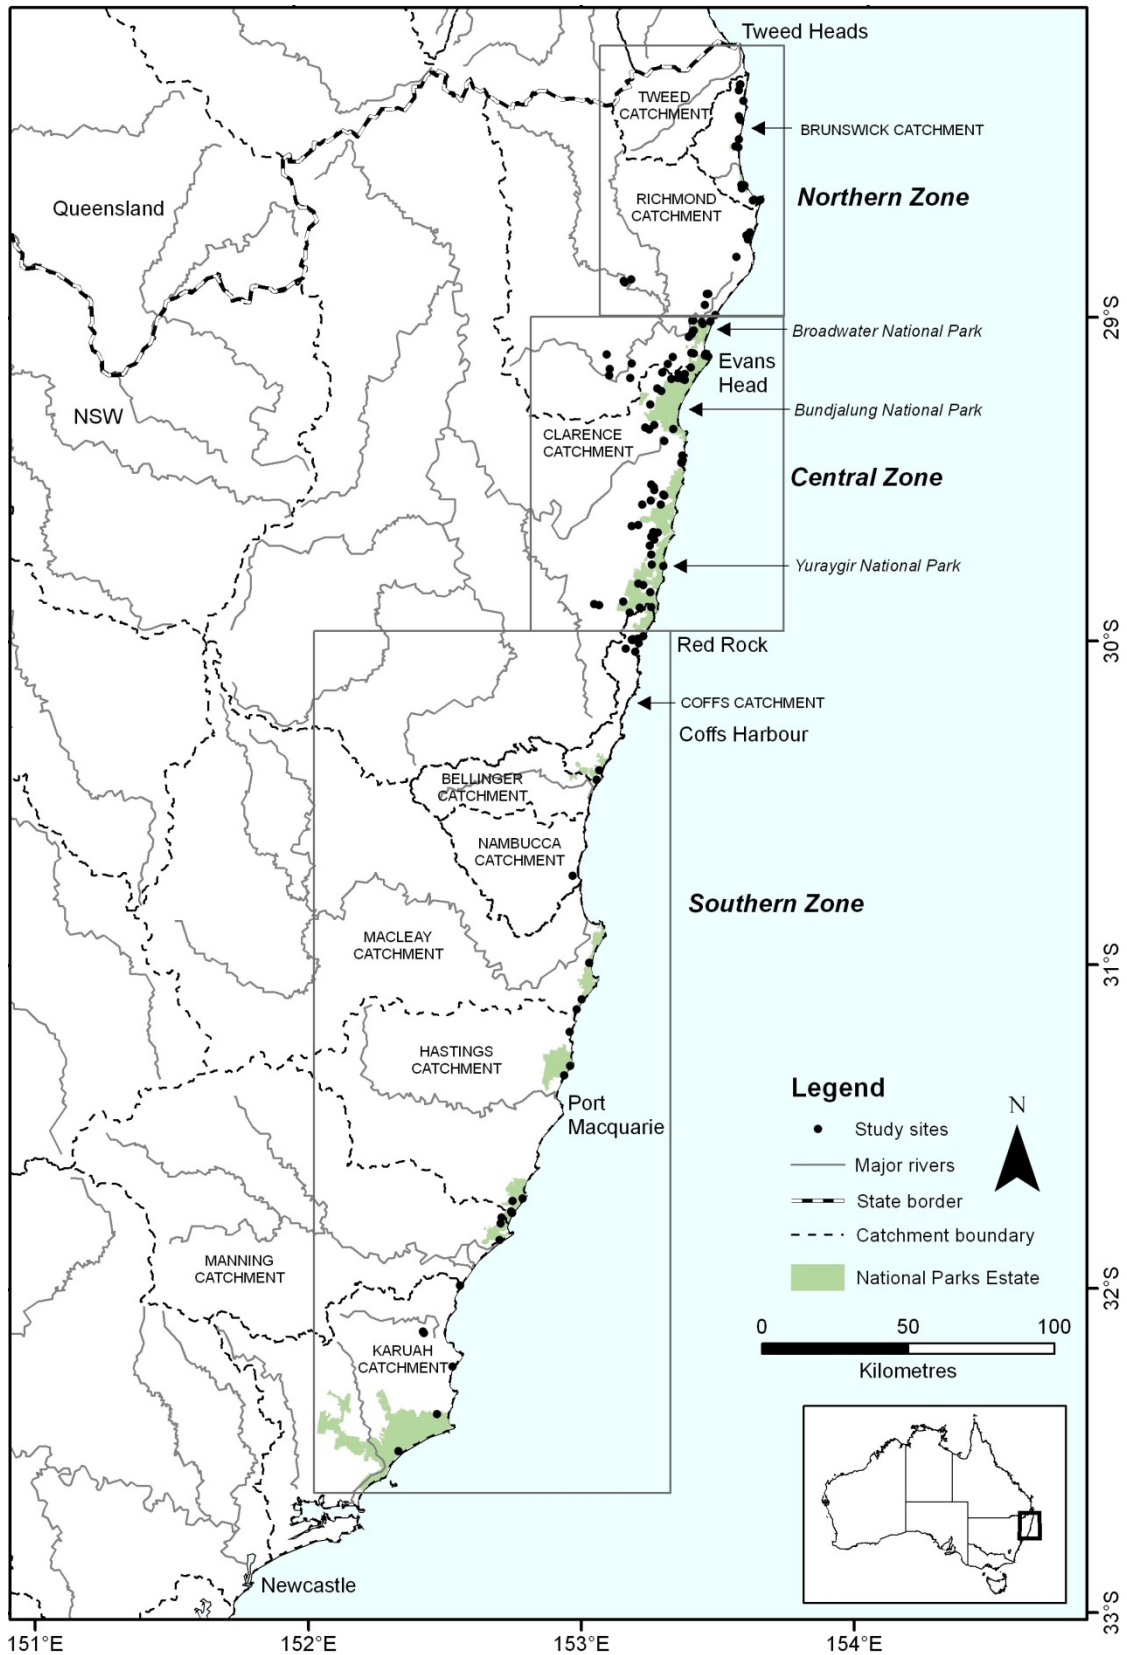 Tweed Heads
TWEED
CATCHMENT
BRUNSWICK CATCHMENT
Queensland
RICHMOND
CATCHMENT
Northern Zone
29°S
Broadwater National Park
Evans
Head
NSW
Bundjalung National Park
CLARENCE
CATCHMENT
Central Zone
Yuraygir National Park
30°S
Red Rock
COFFS CATCHMENT
Coffs Harbour
BELLINGER
CATCHMENT
NAMBUCCA
CATCHMENT
Southern Zone
MACLEAY
CATCHMENT
31°S
HASTINGS
CATCHMENT
Port
Macquarie
Legend
N
Study sites
Major rivers
State border
Catchment boundary
National Parks Estate
MANNING
CATCHMENT
32°S
0 50 100
Kilometres
KARUAH
CATCHMENT
Newcastle
33°S
151°E 152°E 153°E 154°E